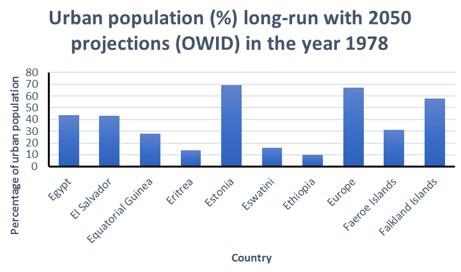 Urban population (%) long-run with 2050
projections (OWID) in the year 1978
Percentage of urban population
80
70
60
50
40
30
20
10
0
Egypt
El Salvador
Equatorial Guinea
Eritrea
Estonia
Eswatini
Ethiopia
Europe
Faeroe Islands
Falkland Islands
Country